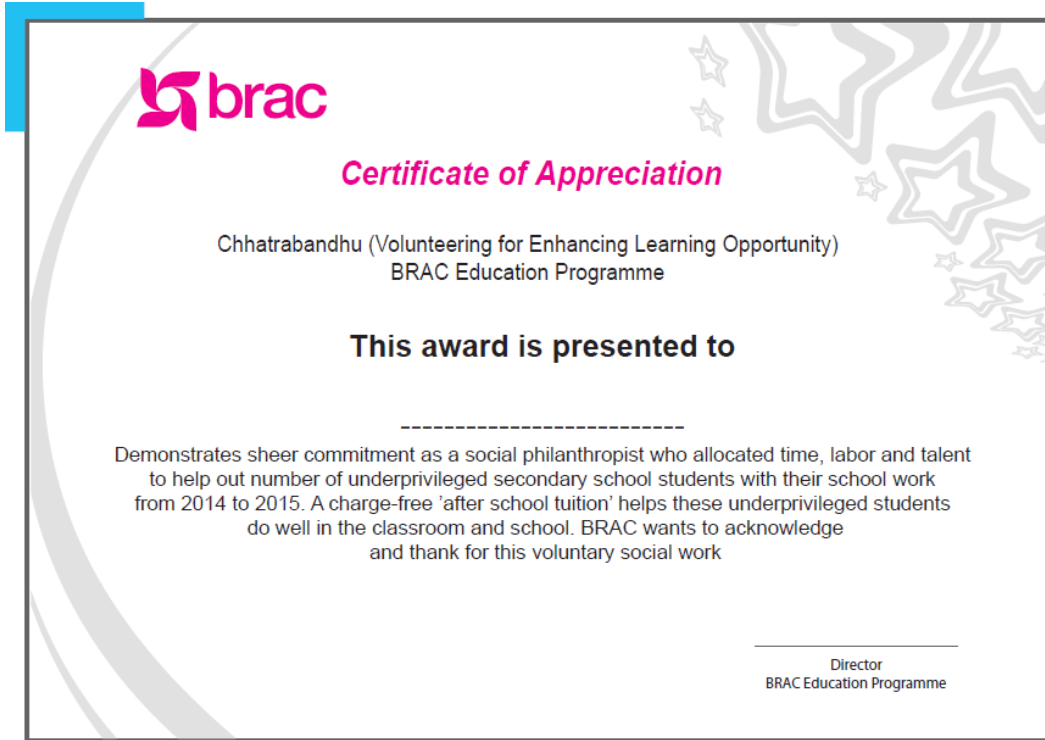 brac
Certificate of Appreciation
Chhatrabandhu (Volunteering for Enhancing Learning Opportunity)
BRAC Education Programme
This award is presented to
--------------------------
Demonstrates sheer commitment as a social philanthropist who allocated time, labor and talent
to help out number of underprivileged secondary school students with their school work
from 2014 to 2015. A charge-free ’after school tuition’ helps these underprivileged students
do well in the classroom and school. BRAC wants to acknowledge
and thank for this voluntary social work
Director
BRAC Education Programme